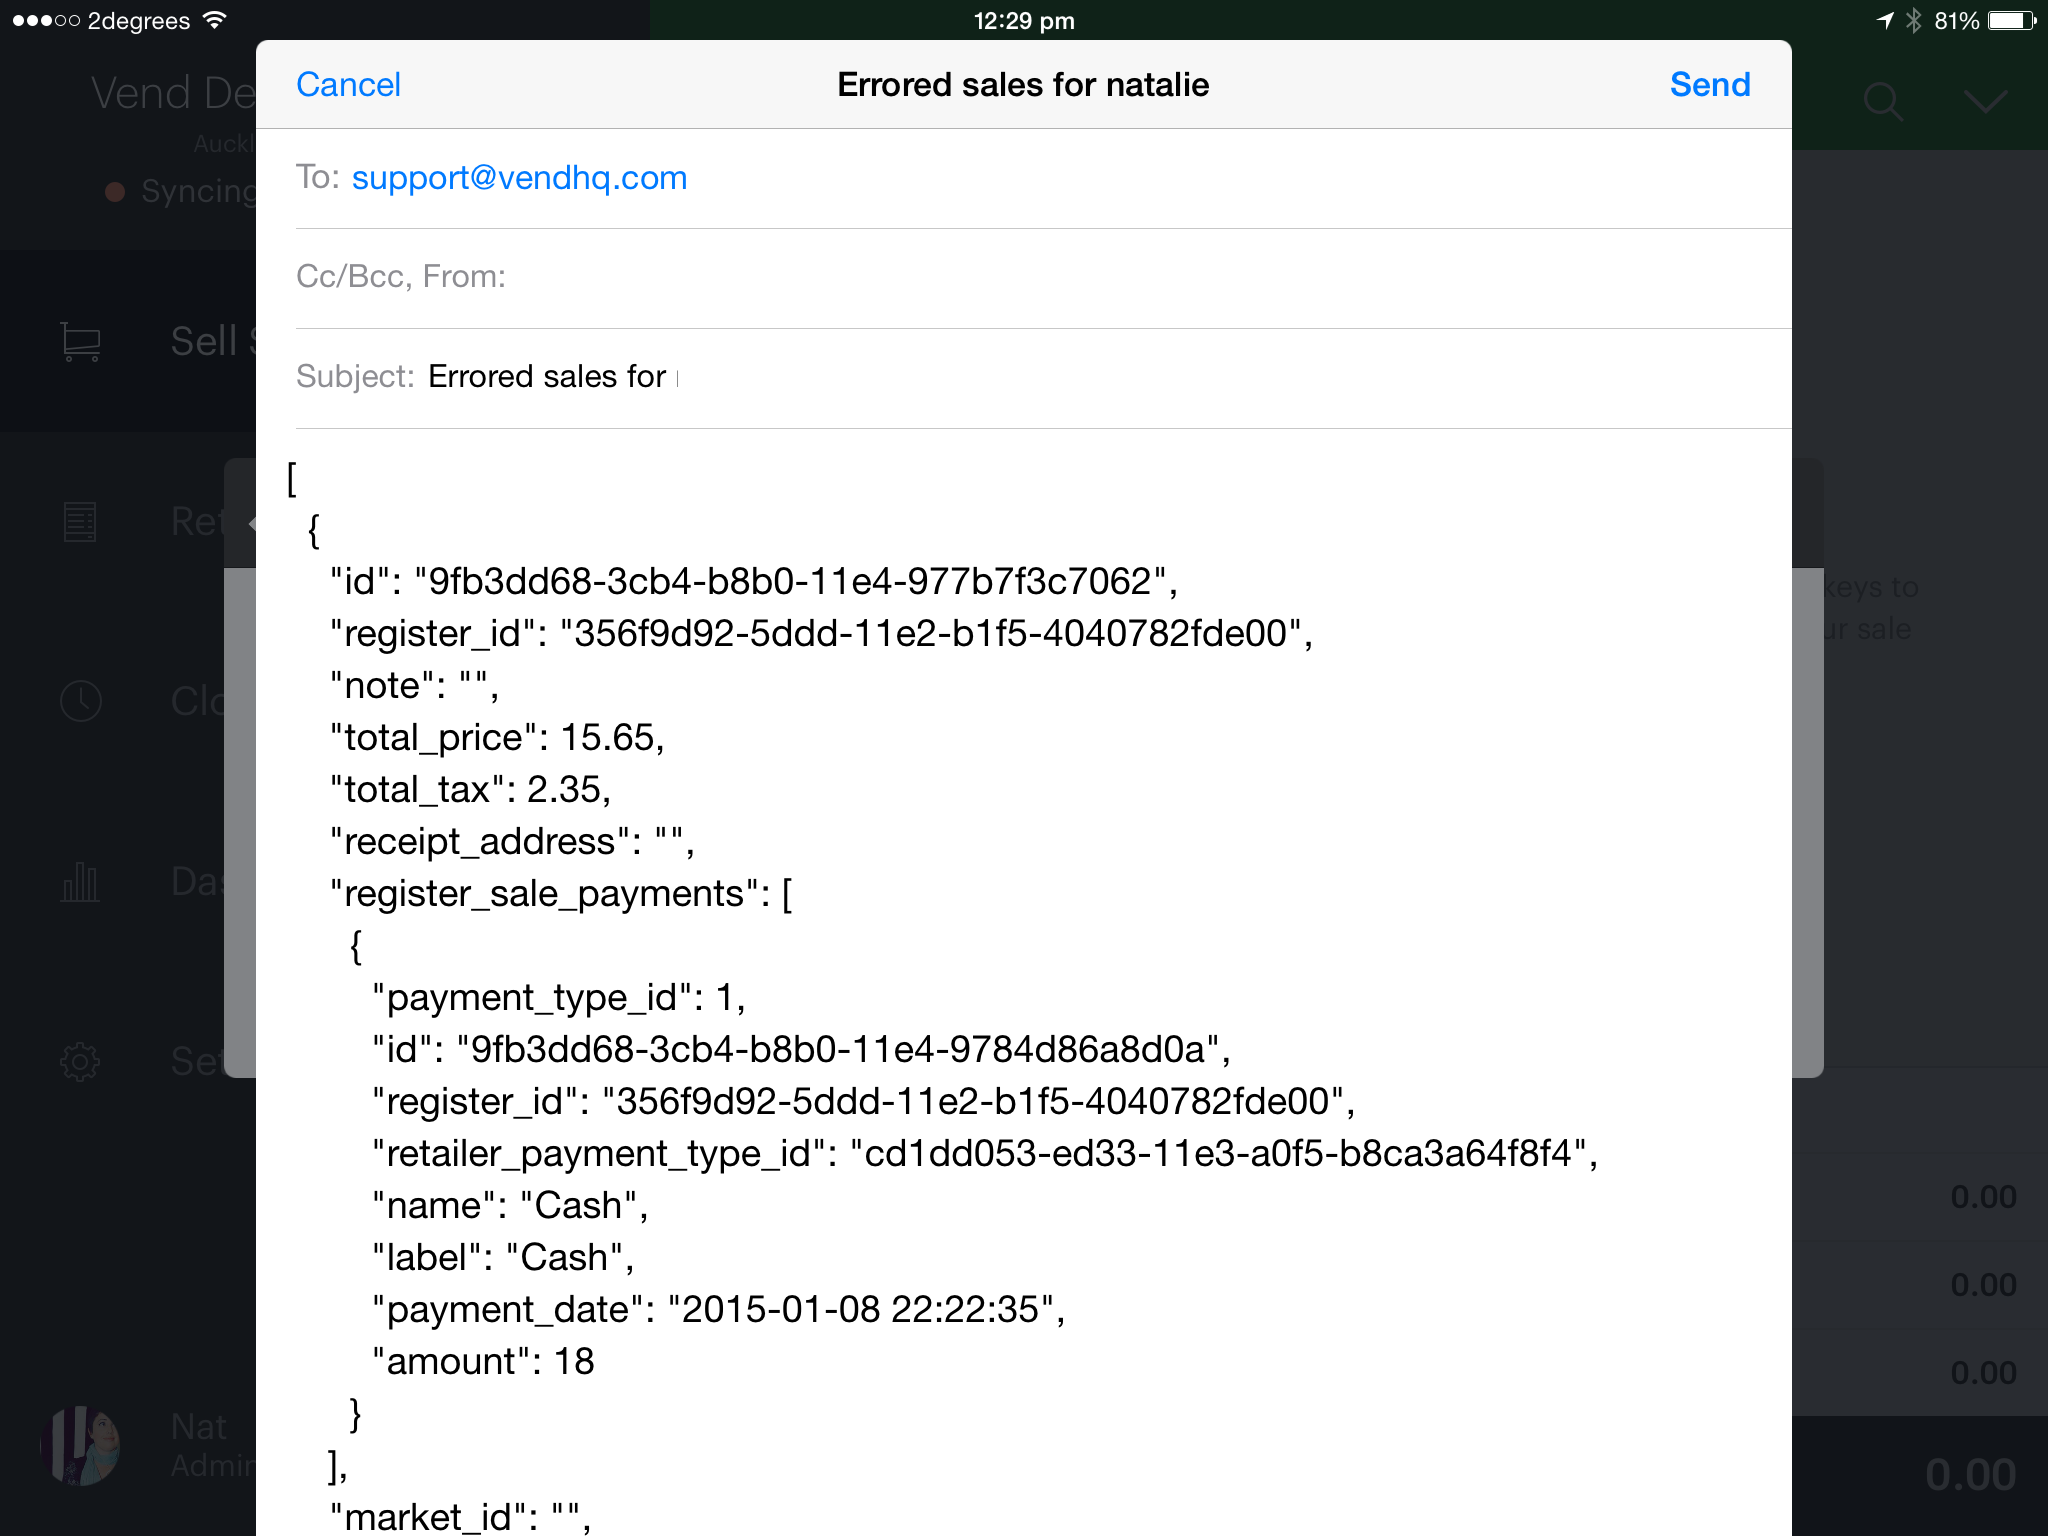 2degrees
12:29 pm
81%
Vend De
Auckl
Syncing
Sell S
Ret
Clo
Das
Set
Nat
Admin
Cancel
Errored sales for natalie
Send
To: support@vendhq.com
Cc/Bcc, From:
Subject: Errored sales for
[
{
"id": "9fb3dd68-3cb4-b8b0-11e4-977b7f3c7062",
"register_id": "356f9d92-5ddd-11e2-b1f5-4040782fde00",
"note": "",
"total_price": 15.65,
"total_tax": 2.35,
"receipt_address": "",
"register_sale_payments": [
{
"payment_type_id": 1,
"id": "9fb3dd68-3cb4-b8b0-11e4-9784d86a8d0a",
"register_id": "356f9d92-5ddd-11e2-b1f5-4040782fde00",
"retailer_payment_type_id": "cd1dd053-ed33-11e3-a0f5-b8ca3a64f8f4",
"name": "Cash",
"label": "Cash",
"payment_date": "2015-01-08 22:22:35",
"amount": 18
}
],
"market_id": "",
keys to
ur sale
0.00
0.00
0.00
0.00